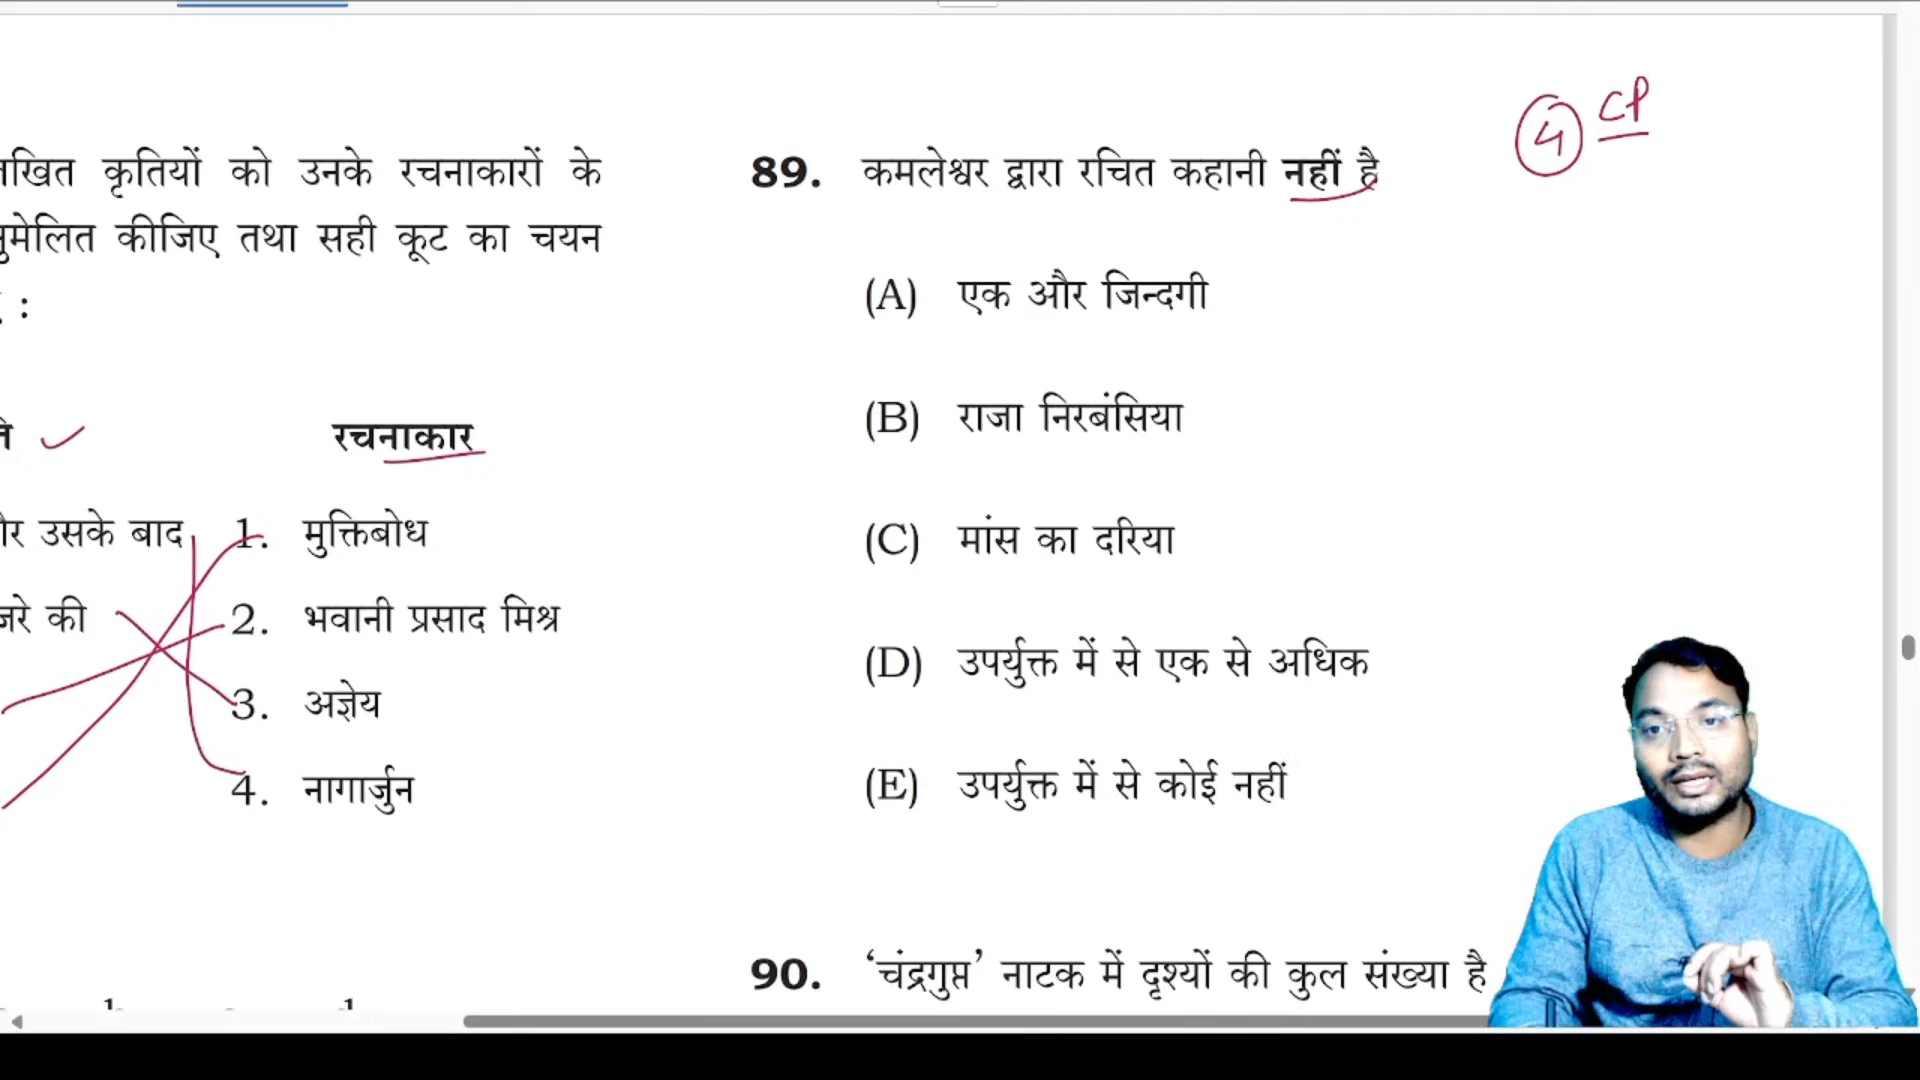 कृतियों को उनके रचनाकारों के
कीजिए तथा सही कूट का चयन
:
रचनाकार
उसके बाद 1. मुक्तिबोध
की 2. भवानी प्रसाद मिश्र
3. अज्ञेय
4. नागार्जुन
4 CP
89. कमलेश्वर द्वारा रचित कहानी नहीं है
(A) एक और जिन्दगी
(B) राजा निरबंसिया
(C) मांस का दरिया
(D) उपर्युक्त में से एक से अधिक
(E) उपर्युक्त में से कोई नहीं
90. ‘चंद्रगुप्त’ नाटक में दृश्यों की कुल संख्या है